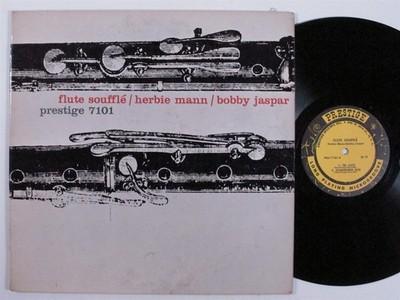 flute soufflé / herbie mann / bobby jaspar
prestige 7101
PRESTIGE
FLUTE SOUFFLE
LONG PLAYING MICROGROOVE